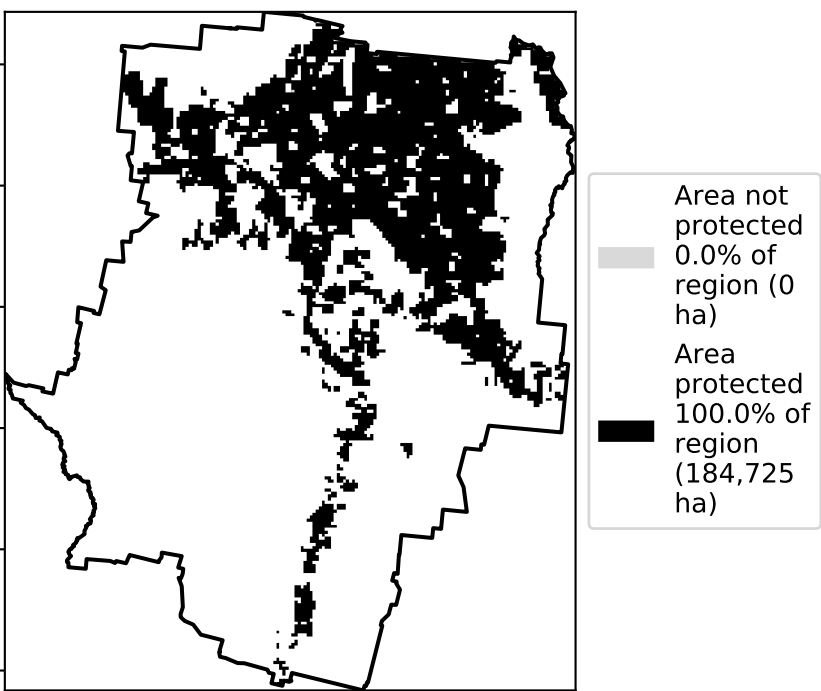 Area not
protected
0.0% of
region (0
ha)
Area
protected
100.0% of
region
(184,725
ha)